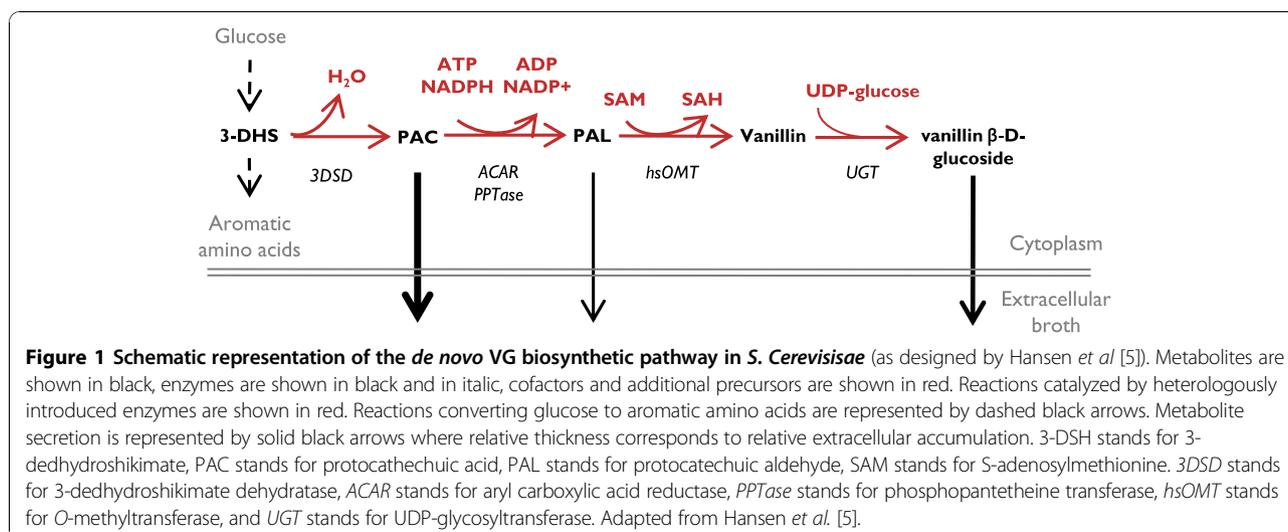 Glucose
H₂O
ATP ADP
NADPH NADP+
SAM SAH
UDP-glucose
3-DHS PAC PAL Vanillin vanillin β-D-
glucoside
3DSD ACAR hsOMT UGT
PPTase
Aromatic
amino acids
Cytoplasm
Extracellular
broth
Figure 1 Schematic representation of the de novo VG biosynthetic pathway in S. Cerevisisae (as designed by Hansen et al [5]). Metabolites are
shown in black, enzymes are shown in black and in italic, cofactors and additional precursors are shown in red. Reactions catalyzed by heterologously
introduced enzymes are shown in red. Reactions converting glucose to aromatic amino acids are represented by dashed black arrows. Metabolite
secretion is represented by solid black arrows where relative thickness corresponds to relative extracellular accumulation. 3-DSH stands for 3-
dedhydroshikimate, PAC stands for protocathechuic acid, PAL stands for protocatechuic aldehyde, SAM stands for S-adenosylmethionine. 3DSD stands
for 3-dedhydroshikimate dehydratase, ACAR stands for aryl carboxylic acid reductase, PPTase stands for phosphopantetheine transferase, hsOMT stands
for O-methyltransferase, and UGT stands for UDP-glycosyltransferase. Adapted from Hansen et al. [5].